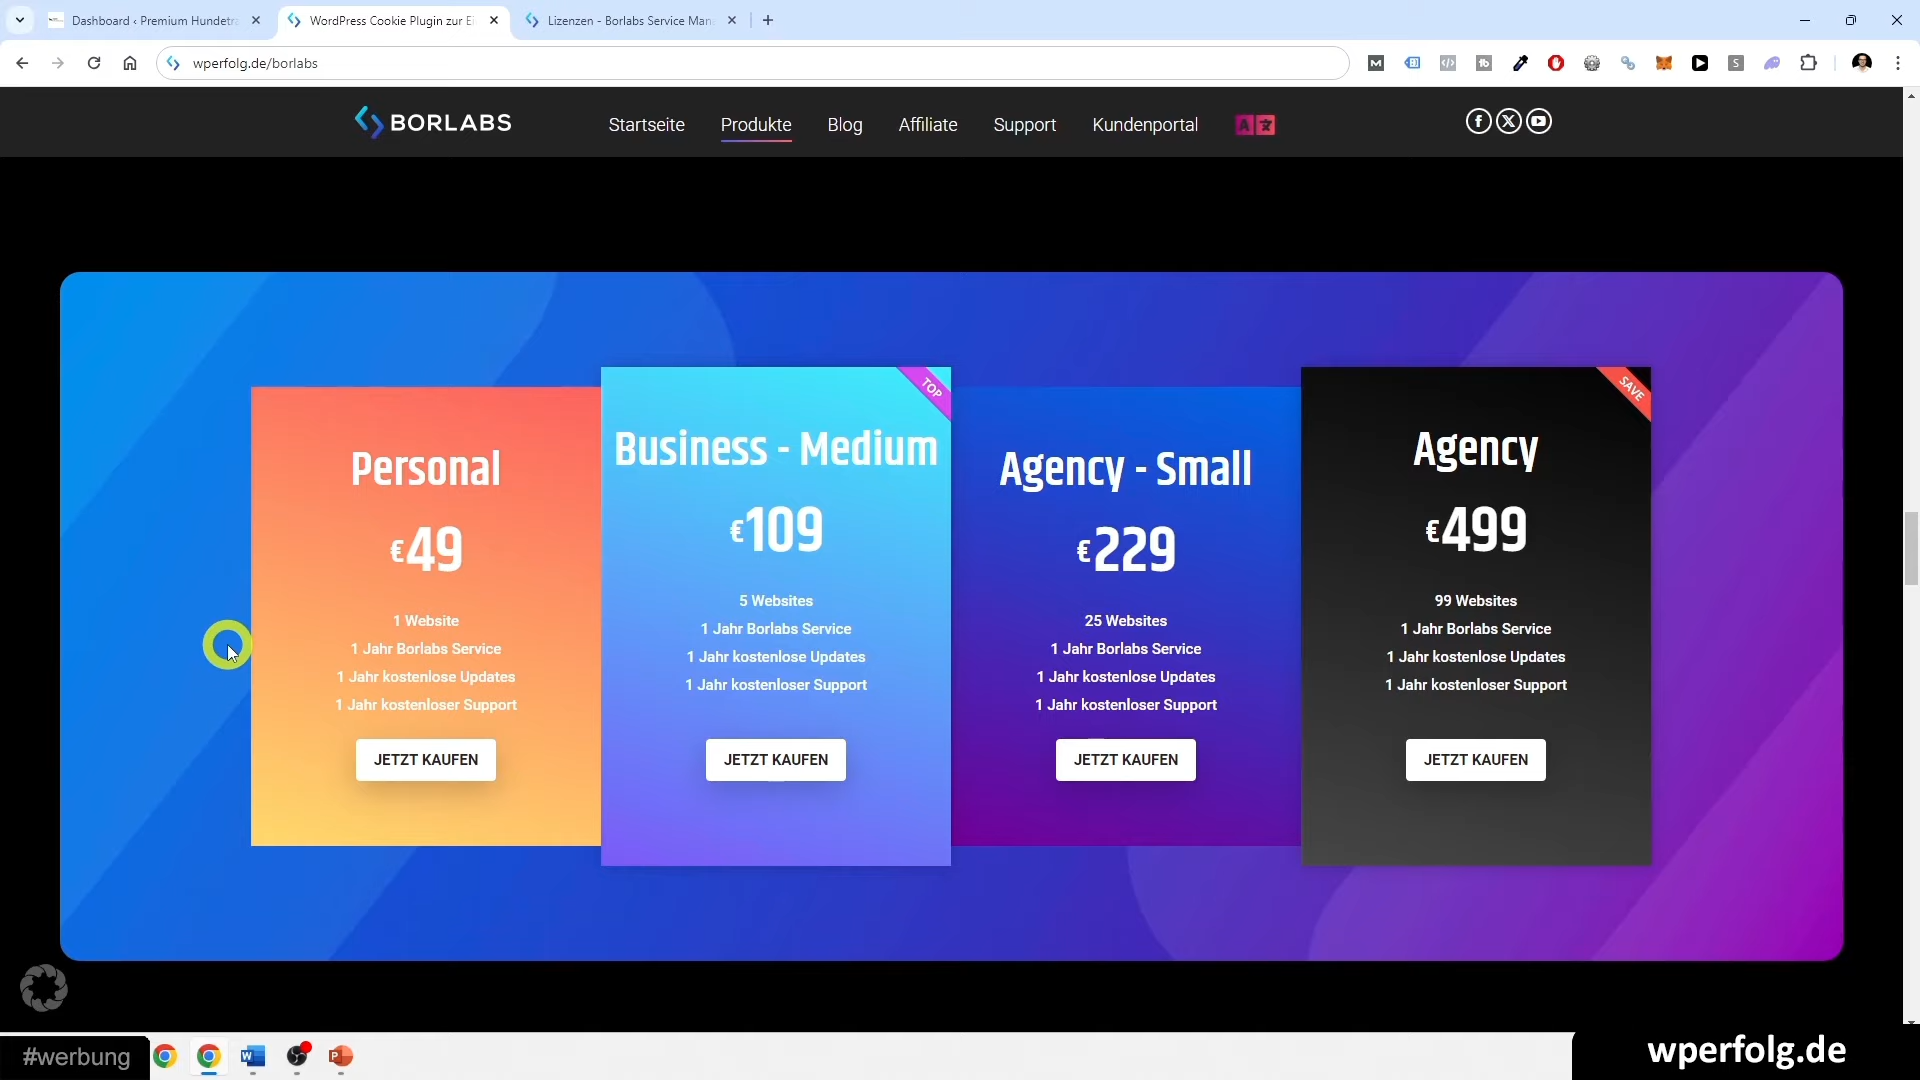 Dashboard ‹ Premium Hundetra
WordPress Cookie Plugin zur Ei
Lizenzen - Borlabs Service Man
wperfolg.de/borlabs
BORLABS
Startseite
Produkte
Blog
Affiliate
Support
Kundenportal
TOP
SAVE
Personal
€49
1 Website
1 Jahr Borlabs Service
1 Jahr kostenlose Updates
1 Jahr kostenloser Support
JETZT KAUFEN
Business - Medium
€109
5 Websites
1 Jahr Borlabs Service
1 Jahr kostenlose Updates
1 Jahr kostenloser Support
JETZT KAUFEN
Agency - Small
€229
25 Websites
1 Jahr Borlabs Service
1 Jahr kostenlose Updates
1 Jahr kostenloser Support
JETZT KAUFEN
Agency
€499
99 Websites
1 Jahr Borlabs Service
1 Jahr kostenlose Updates
1 Jahr kostenloser Support
JETZT KAUFEN
#werbung
wperfolg.de